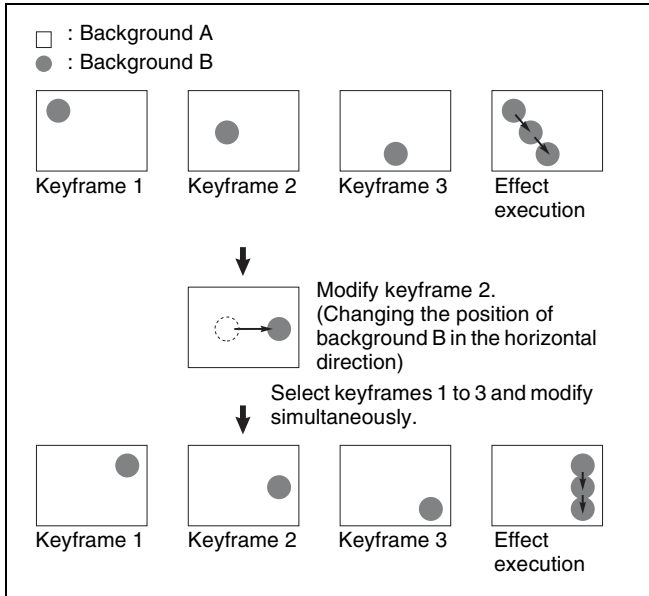 : Background A
: Background B
Keyframe 1
Keyframe 2
Keyframe 3
Effect
execution
Modify keyframe 2.
(Changing the position of
background B in the horizontal
direction)
Select keyframes 1 to 3 and modify
simultaneously.
Keyframe 1
Keyframe 2
Keyframe 3
Effect
execution